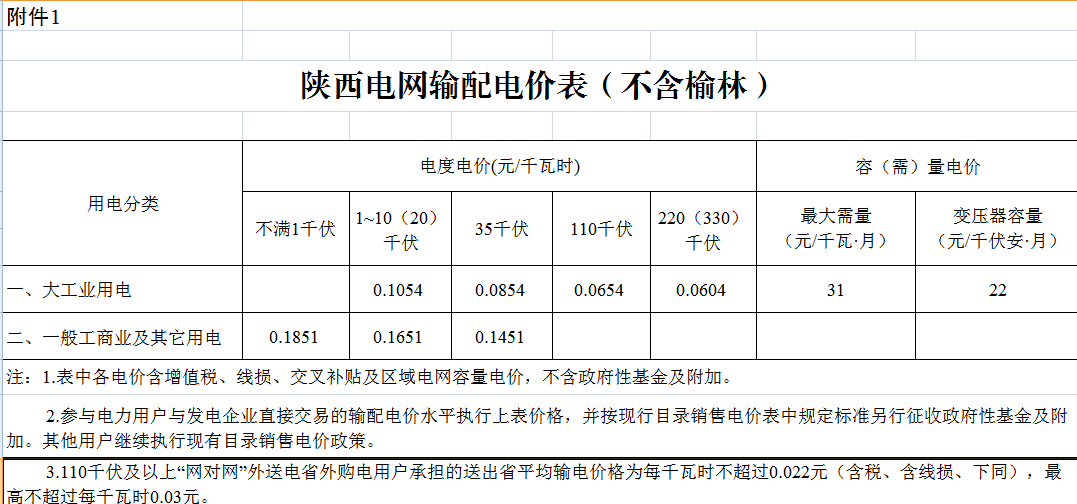 附件1
陕西电网输配电价表（不含榆林）
用电分类 电度电价(元/千瓦时) 容（需）量电价
不满1千伏 1~10（20）千伏 35千伏 110千伏 220（330）千伏 最大需量（元/千瓦·月） 变压器容量（元/千伏安·月）
一、大工业用电 0.1054 0.0854 0.0654 0.0604 31 22
二、一般工商业及其它用电 0.1851 0.1651 0.1451
注：1.表中各电价含增值税、线损、交叉补贴及区域电网容量电价，不含政府性基金及附加。
2.参与电力用户与发电企业直接交易的输配电价水平执行上表价格，并按现行目录销售电价表中规定标准另行征收政府性基金及附
加。其他用户继续执行现有目录销售电价政策。
3.110千伏及以上“网对网”外送电省外购电用户承担的送出省平均输电价格为每千瓦时不超过0.022元（含税、含线损、下同），最
高不超过每千瓦时0.03元。